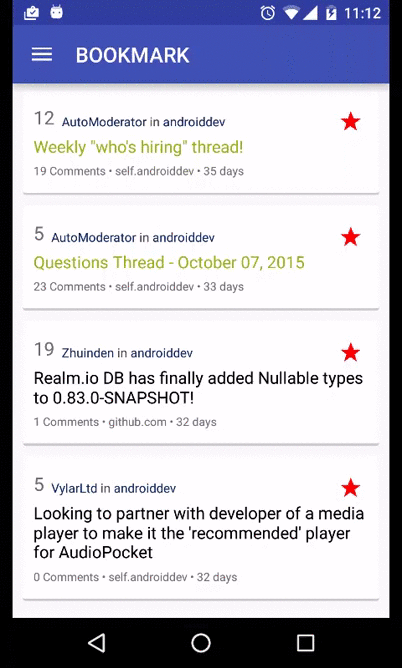 11:12
BOOKMARK
12 AutoModerator in androiddev
Weekly "who's hiring" thread!
19 Comments • self.androiddev • 35 days
5 AutoModerator in androiddev
Questions Thread - October 07, 2015
23 Comments • self.androiddev • 33 days
19 Zhuinden in androiddev
Realm.io DB has finally added Nullable types
to 0.83.0-SNAPSHOT!
1 Comments • github.com • 32 days
5 VylarLtd in androiddev
Looking to partner with developer of a media
player to make it the 'recommended' player
for AudioPocket
0 Comments • self.androiddev • 32 days